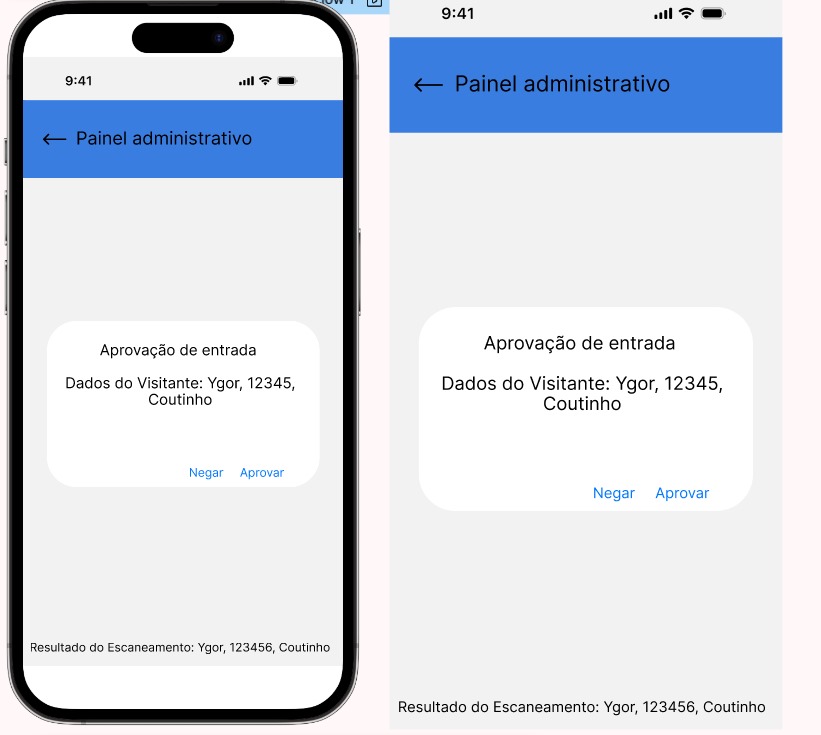 9:41
Painel administrativo
Aprovação de entrada
Dados do Visitante: Ygor, 12345,
Coutinho
Negar Aprovar
Resultado do Escaneamento: Ygor, 123456, Coutinho
9:41
Painel administrativo
Aprovação de entrada
Dados do Visitante: Ygor, 12345,
Coutinho
Negar Aprovar
Resultado do Escaneamento: Ygor, 123456, Coutinho